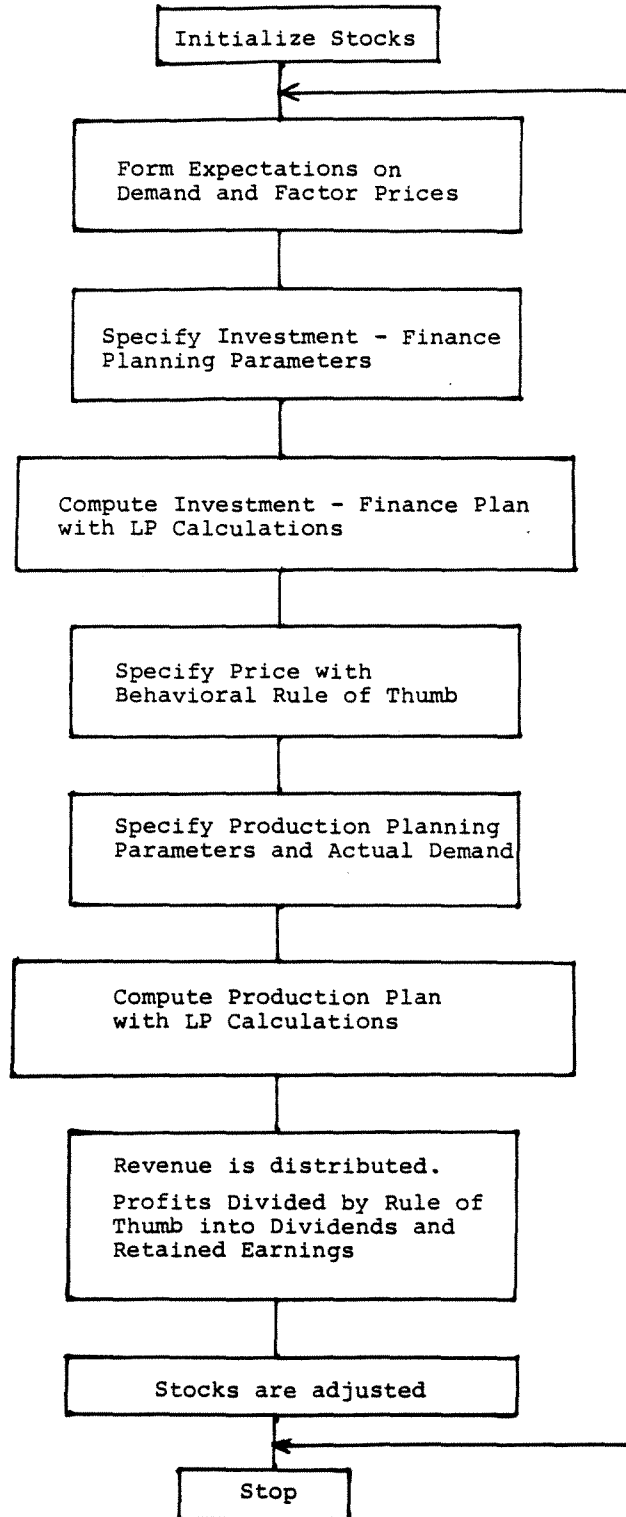 Initialize Stocks
Form Expectations on
Demand and Factor Prices
Specify Investment - Finance
Planning Parameters
Compute Investment - Finance Plan
with LP Calculations
Specify Price with
Behavioral Rule of Thumb
Specify Production Planning
Parameters and Actual Demand
Compute Production Plan
with LP Calculations
Revenue is distributed.
Profits Divided by Rule of
Thumb into Dividends and
Retained Earnings
Stocks are adjusted
Stop